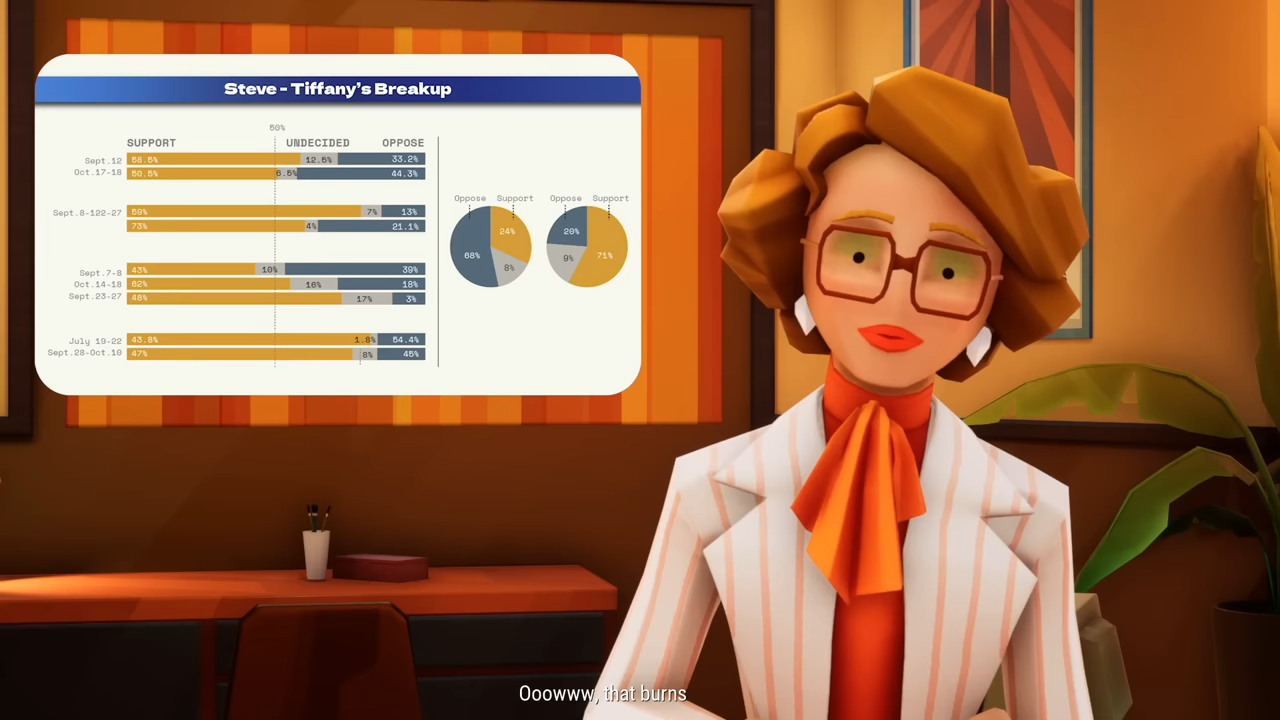 Steve - Tiffany's Breakup
50%
SUPPORT UNDECIDED OPPOSE
Sept.12 58.5% 12.5% 33.2%
Oct.17-18 50.5% 6.5% 44.3%
Sept.8-122-27 59% 7% 13%
73% 4% 21.1%
Sept.7-8 43% 10% 39%
Oct.14-18 62% 16% 18%
Sept.23-27 48% 17% 3%
July 19-22 43.8% 1.8% 54.4%
Sept.28-Oct.10 47% 8% 45%
Oppose Support Oppose Support
24% 68% 8%
20% 71% 9%
Ooowww, that burns